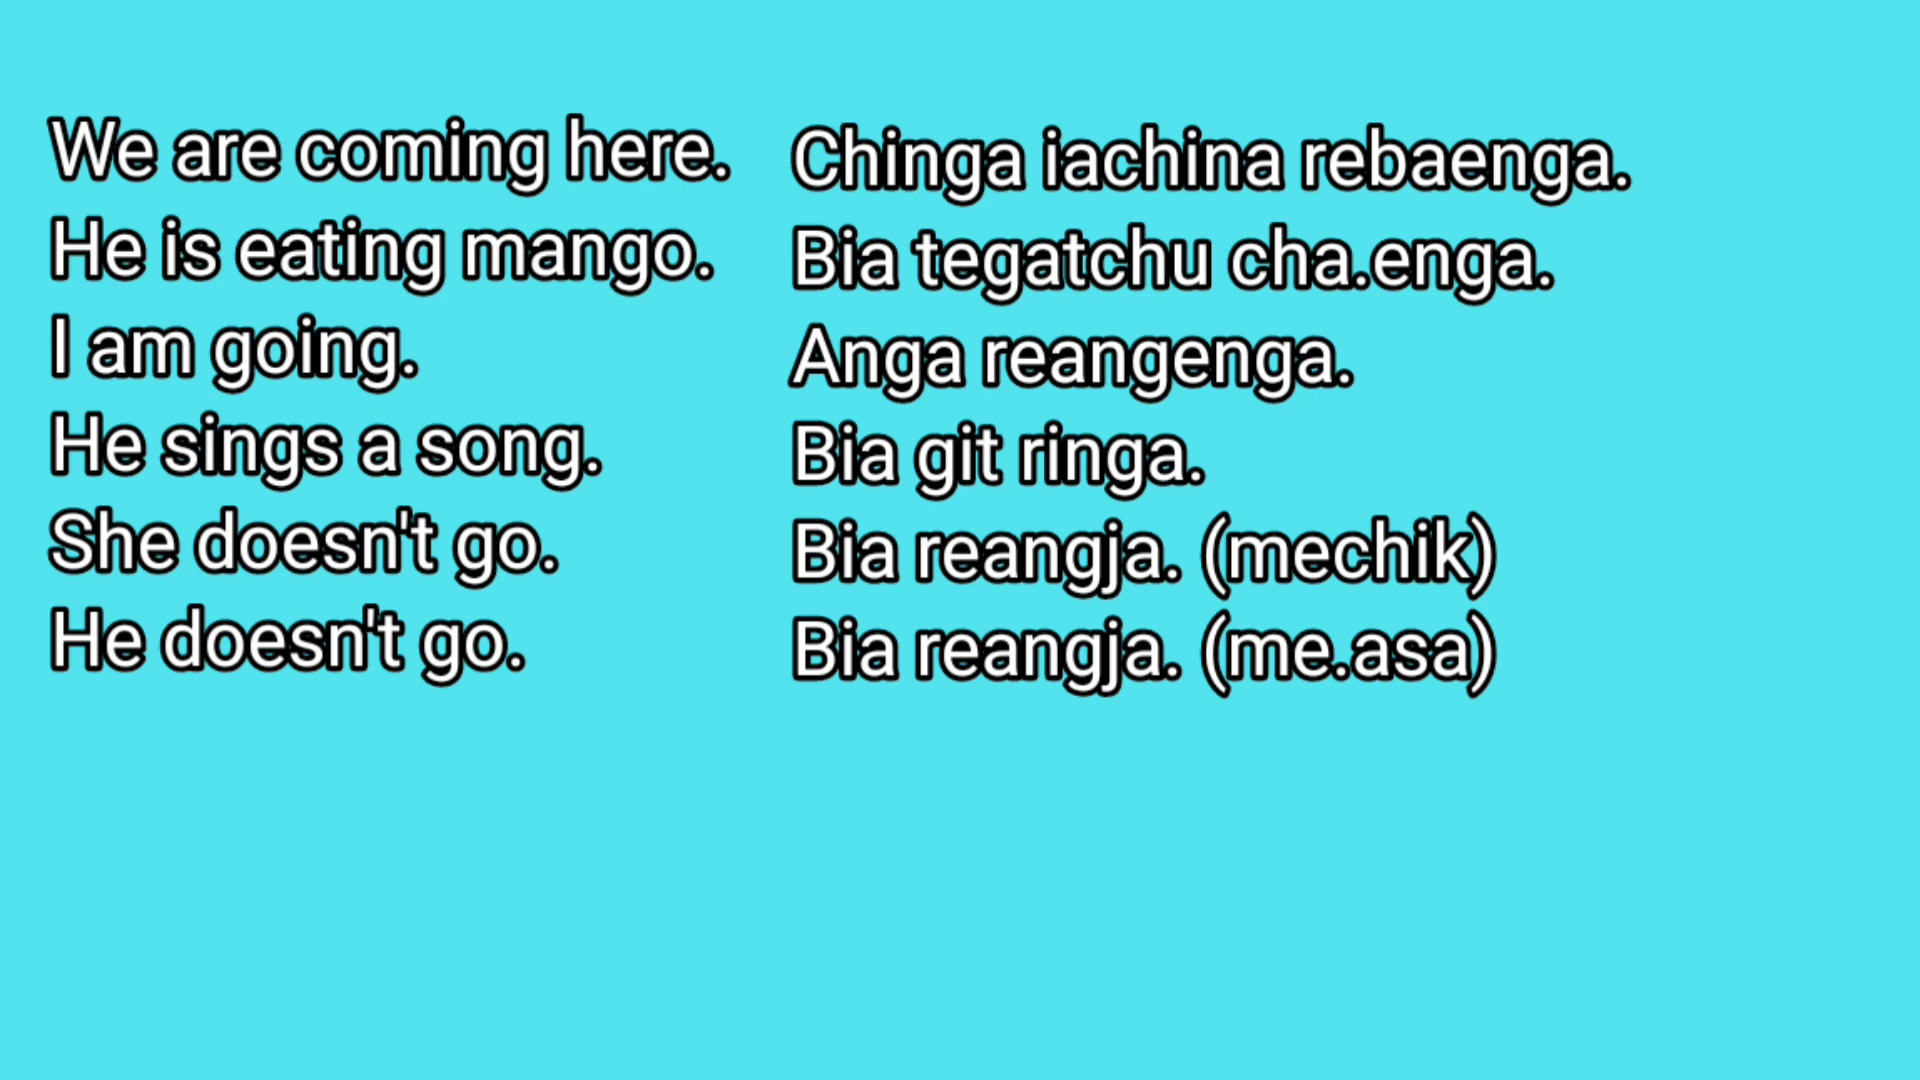 We are coming here.
He is eating mango.
I am going.
He sings a song.
She doesn't go.
He doesn't go.
Chinga iachina rebaenga.
Bia tegatchu cha.enga.
Anga reangenga.
Bia git ringa.
Bia reangja. (mechik)
Bia reangja. (me.asa)